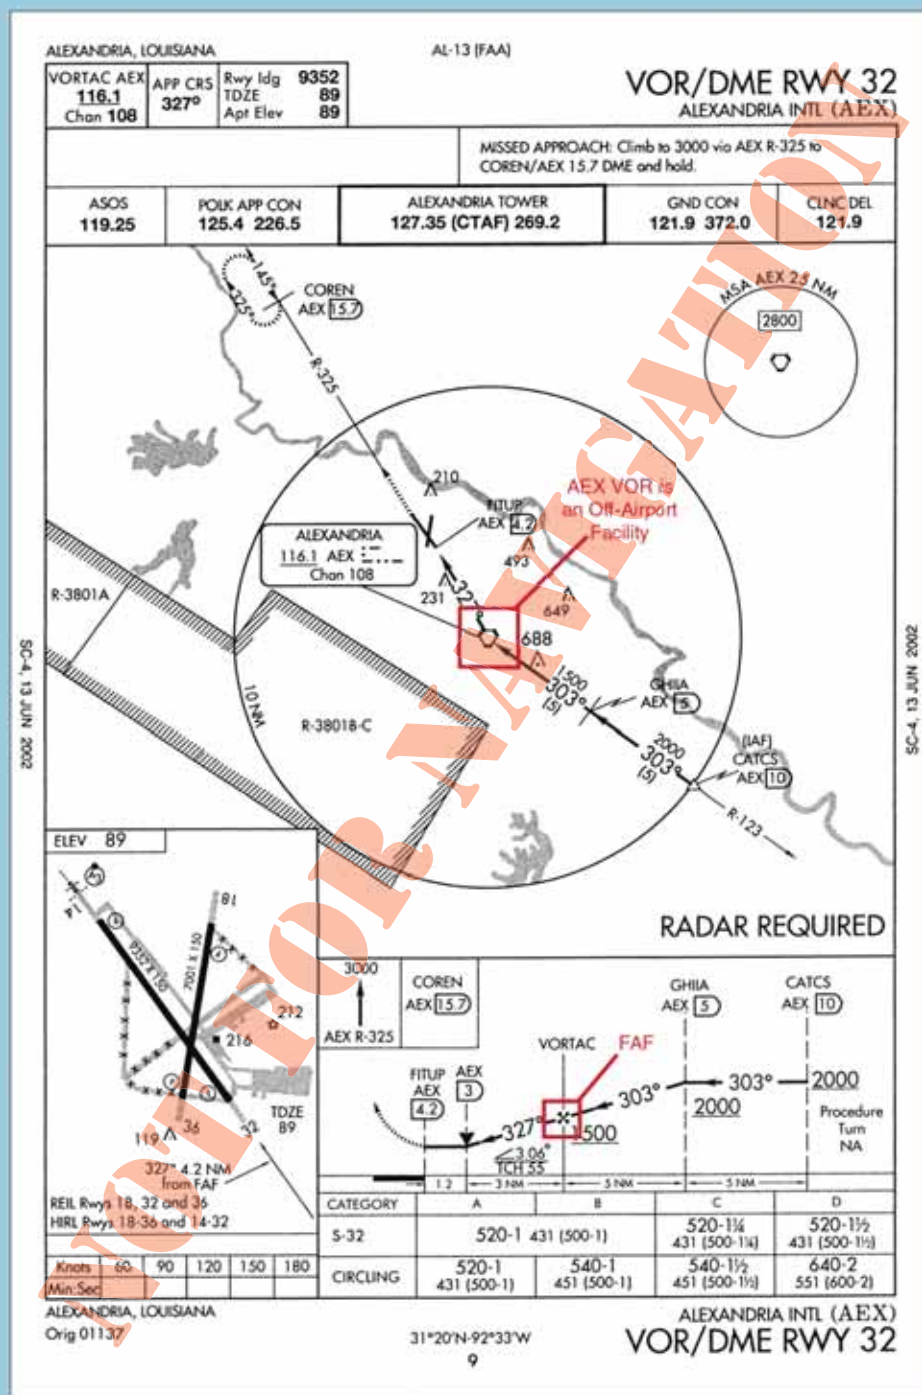 ALEXANDRIA, LOUISIANA
AL-13 (FAA)
VORTAC AEX
116.1
Chan 108
APP CRS
327°
Rwy ldg 9352
TDZE 89
Apt Elev 89
VOR/DME RWY 32
ALEXANDRIA INTL (AEX)
MISSED APPROACH: Climb to 3000 via AEX R-325 to
COREN/AEX 15.7 DME and hold.
ASOS
119.25
POLK APP CON
125.4 226.5
ALEXANDRIA TOWER
127.35 (CTAF) 269.2
GND CON
121.9 372.0
CLNC DEL
121.9
145°
325°
COREN
AEX 15.7
R-325
MSA AEX 25 NM
2800
210
FITUP
AEX 4.2
AEX VOR is
an Off-Airport
Facility
493
ALEXANDRIA
116.1 AEX
Chan 108
R-3801A
231
327°
649
688
1500
303°
(5)
GHIIA
AEX 5
10 NM
R-3801B-C
2000
303°
(5)
(IAF)
CATCS
AEX 10
R-123
SC-4, 13 JUN 2002
SC-4, 13 JUN 2002
NOT FOR NAVIGATION
RADAR REQUIRED
ELEV 89
14
18
9352 X 150
7001 X 150
212
216
TDZE
89
36
32
119
327° 4.2 NM
from FAF
REIL Rwys 18, 32 and 36
HIRL Rwys 18-36 and 14-32
Knots 60 90 120 150 180
Min:Sec
3000
AEX R-325
COREN
AEX 15.7
GHIIA
AEX 5
CATCS
AEX 10
VORTAC
FAF
FITUP
AEX
4.2
AEX
3
327°
303°
303°
2000
2000
1500
3.06°
TCH 55
Procedure
Turn
NA
1.2
3 NM
5 NM
5 NM
CATEGORY A B C D
S-32
520-1 431 (500-1)
520-1¼
431 (500-1¼)
520-1½
431 (500-1½)
CIRCLING
520-1
431 (500-1)
540-1
451 (500-1)
540-1½
451 (500-1½)
640-2
551 (600-2)
ALEXANDRIA, LOUISIANA
Orig 01137
31°20'N-92°33'W
9
ALEXANDRIA INTL (AEX)
VOR/DME RWY 32